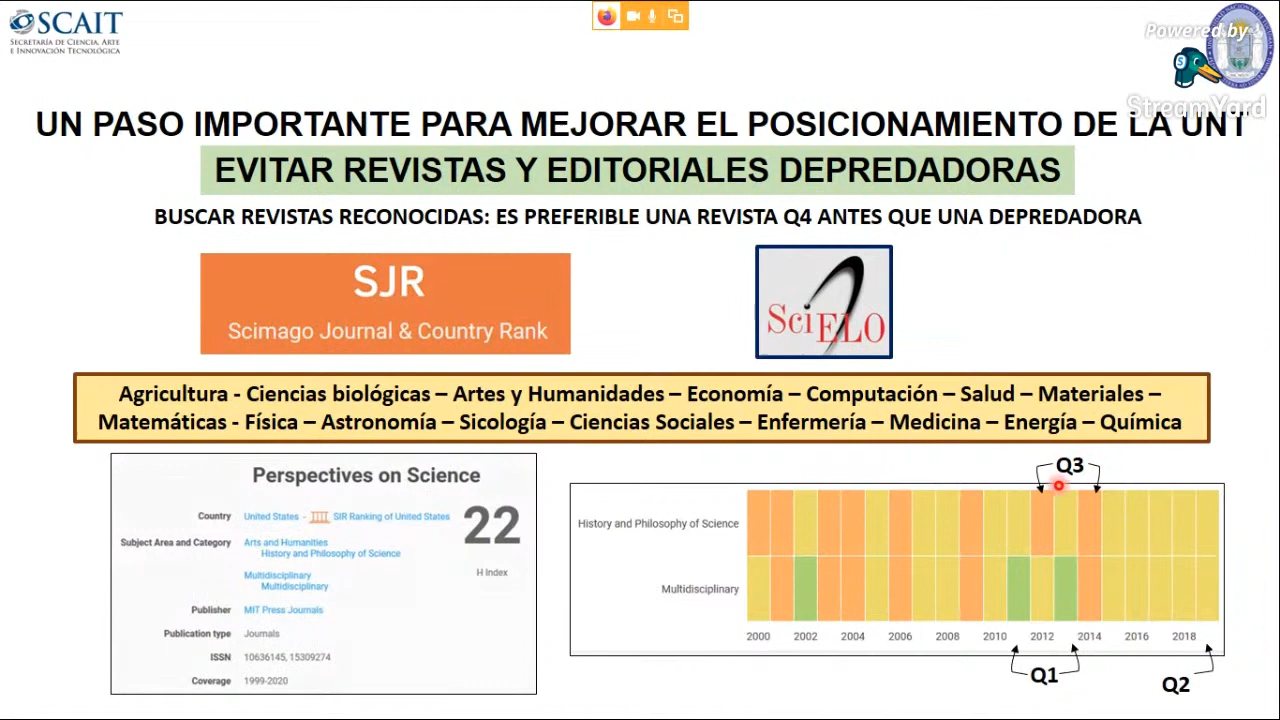 SCAIT
SECRETARÍA DE CIENCIA, ARTE
E INNOVACIÓN TECNOLÓGICA
Powered by
StreamYard
UN PASO IMPORTANTE PARA MEJORAR EL POSICIONAMIENTO DE LA UNT
EVITAR REVISTAS Y EDITORIALES DEPREDADORAS
BUSCAR REVISTAS RECONOCIDAS: ES PREFERIBLE UNA REVISTA Q4 ANTES QUE UNA DEPREDADORA
SJR
Scimago Journal & Country Rank
SciELO
Agricultura - Ciencias biológicas – Artes y Humanidades – Economía – Computación – Salud – Materiales –
Matemáticas - Física – Astronomía – Sicología – Ciencias Sociales – Enfermería – Medicina – Energía – Química
Perspectives on Science
Country United States - SIR Ranking of United States
Subject Area and Category Arts and Humanities
History and Philosophy of Science
Multidisciplinary
Multidisciplinary
Publisher MIT Press Journals
Publication type Journals
ISSN 10636145, 15309274
Coverage 1999-2020
22
H Index
Q3
History and Philosophy of Science
Multidisciplinary
2000 2002 2004 2006 2008 2010 2012 2014 2016 2018
Q1
Q2